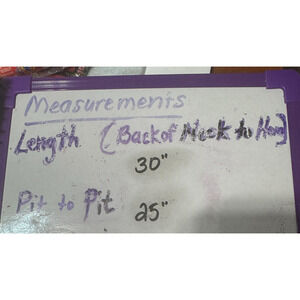 Measurements
Length (Back of Neck to Hem)
30"
Pit to Pit 25"